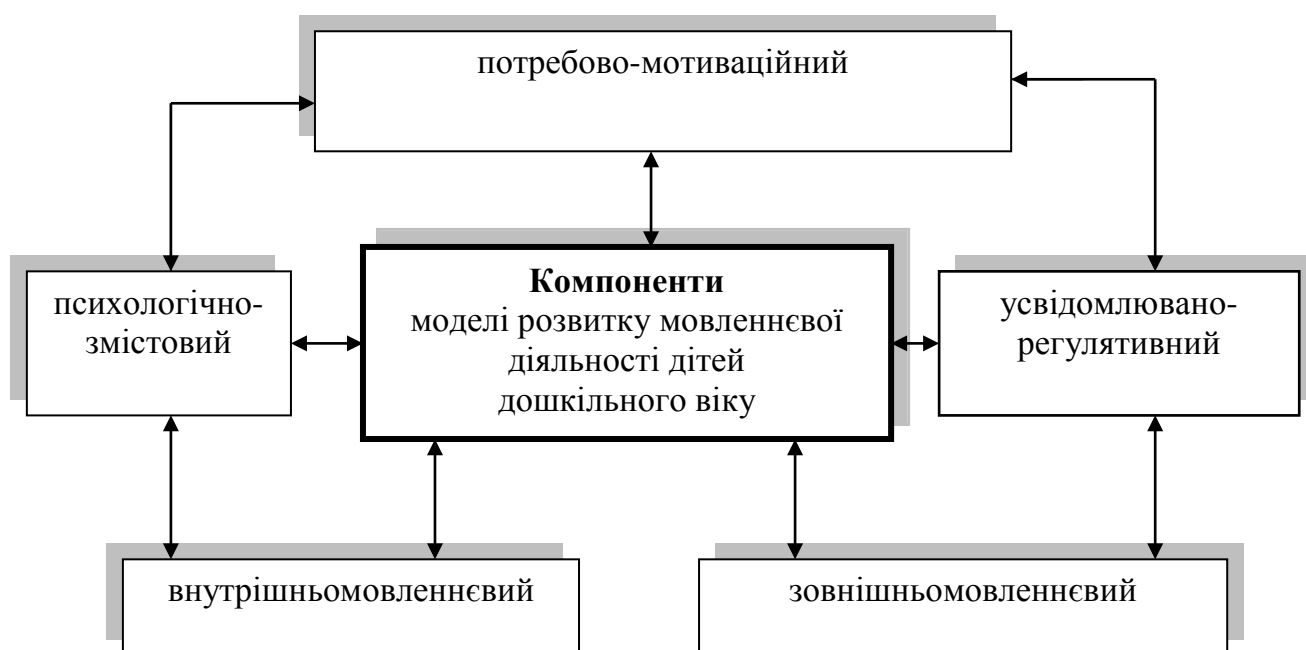 потребово-мотиваційний
психологічно-
змістовий
Компоненти
моделі розвитку мовленнєвої
діяльності дітей
дошкільного віку
усвідомлювано-
регулятивний
внутрішньомовленнєвий
зовнішньомовленнєвий